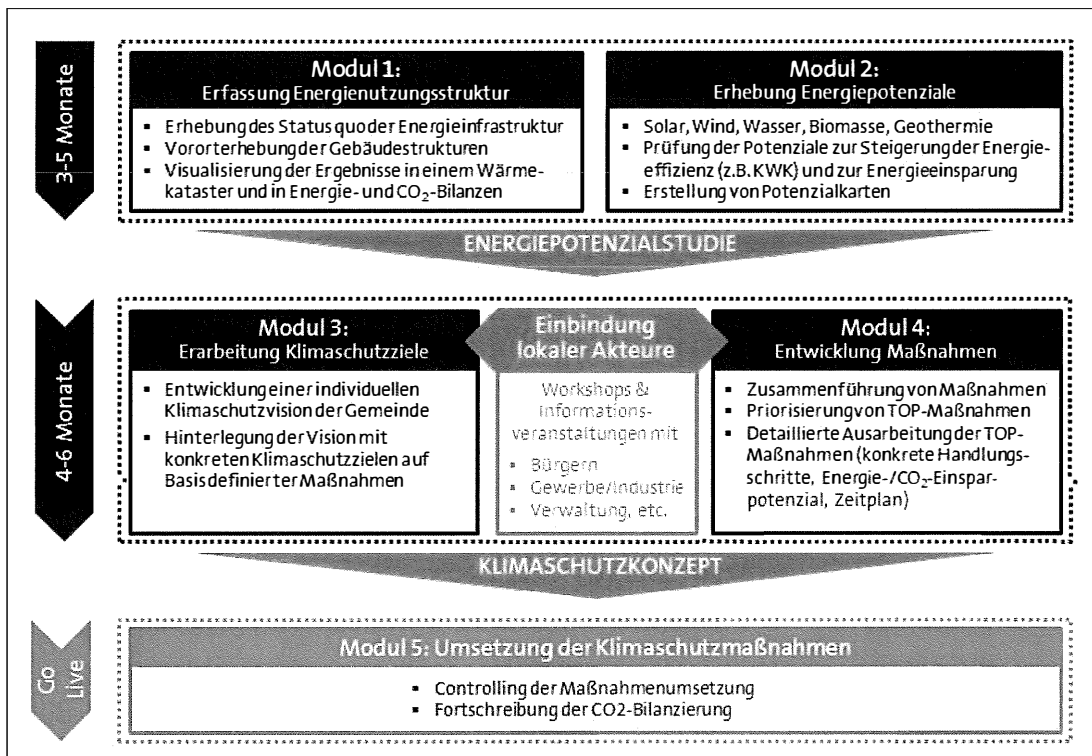 3-5 Monate
Modul 1:
Erfassung Energienutzungsstruktur
▪ Erhebung des Status quo der Energieinfrastruktur
▪ Vorerterhebung der Gebäudestrukturen
▪ Visualisierung der Ergebnisse in einem Wärme-
kataster und in Energie- und CO₂-Bilanzen
Modul 2:
Erhebung Energiepotenziale
▪ Solar, Wind, Wasser, Biomasse, Geothermie
▪ Prüfung der Potenziale zur Steigerung der Energie-
effizienz (z.B. KWK) und zur Energieeinsparung
▪ Erstellung von Potenzialkarten
ENERGIEPOTENZIALSTUDIE
4-6 Monate
Modul 3:
Erarbeitung Klimaschutzziele
▪ Entwicklung einer individuellen
Klimaschutzvision der Gemeinde
▪ Hinterlegung der Vision mit
konkreten Klimaschutzzielen auf
Basis definierter Maßnahmen
Einbindung
lokaler Akteure
Workshops &
Informations-
veranstaltungen mit
▪ Bürgern
▪ Gewerbe/Industrie
▪ Verwaltung, etc.
Modul 4:
Entwicklung Maßnahmen
▪ Zusammenführung von Maßnahmen
▪ Priorisierung von TOP-Maßnahmen
▪ Detaillierte Ausarbeitung der TOP-
Maßnahmen (konkrete Handlungs-
schritte, Energie-/CO₂-Einspar-
potenzial, Zeitplan)
KLIMASCHUTZKONZEPT
Go
Live
Modul 5: Umsetzung der Klimaschutzmaßnahmen
▪ Controlling der Maßnahmenumsetzung
▪ Fortschreibung der CO2-Bilanzierung